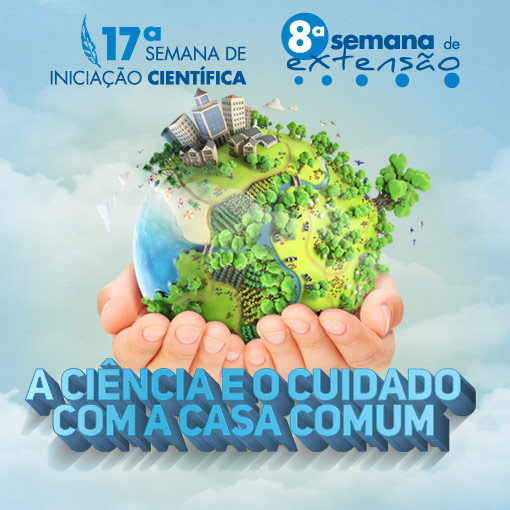 17ª SEMANA DE
INICIAÇÃO CIENTÍFICA
8ª semana de
extensão
A CIÊNCIA E O CUIDADO
COM A CASA COMUM